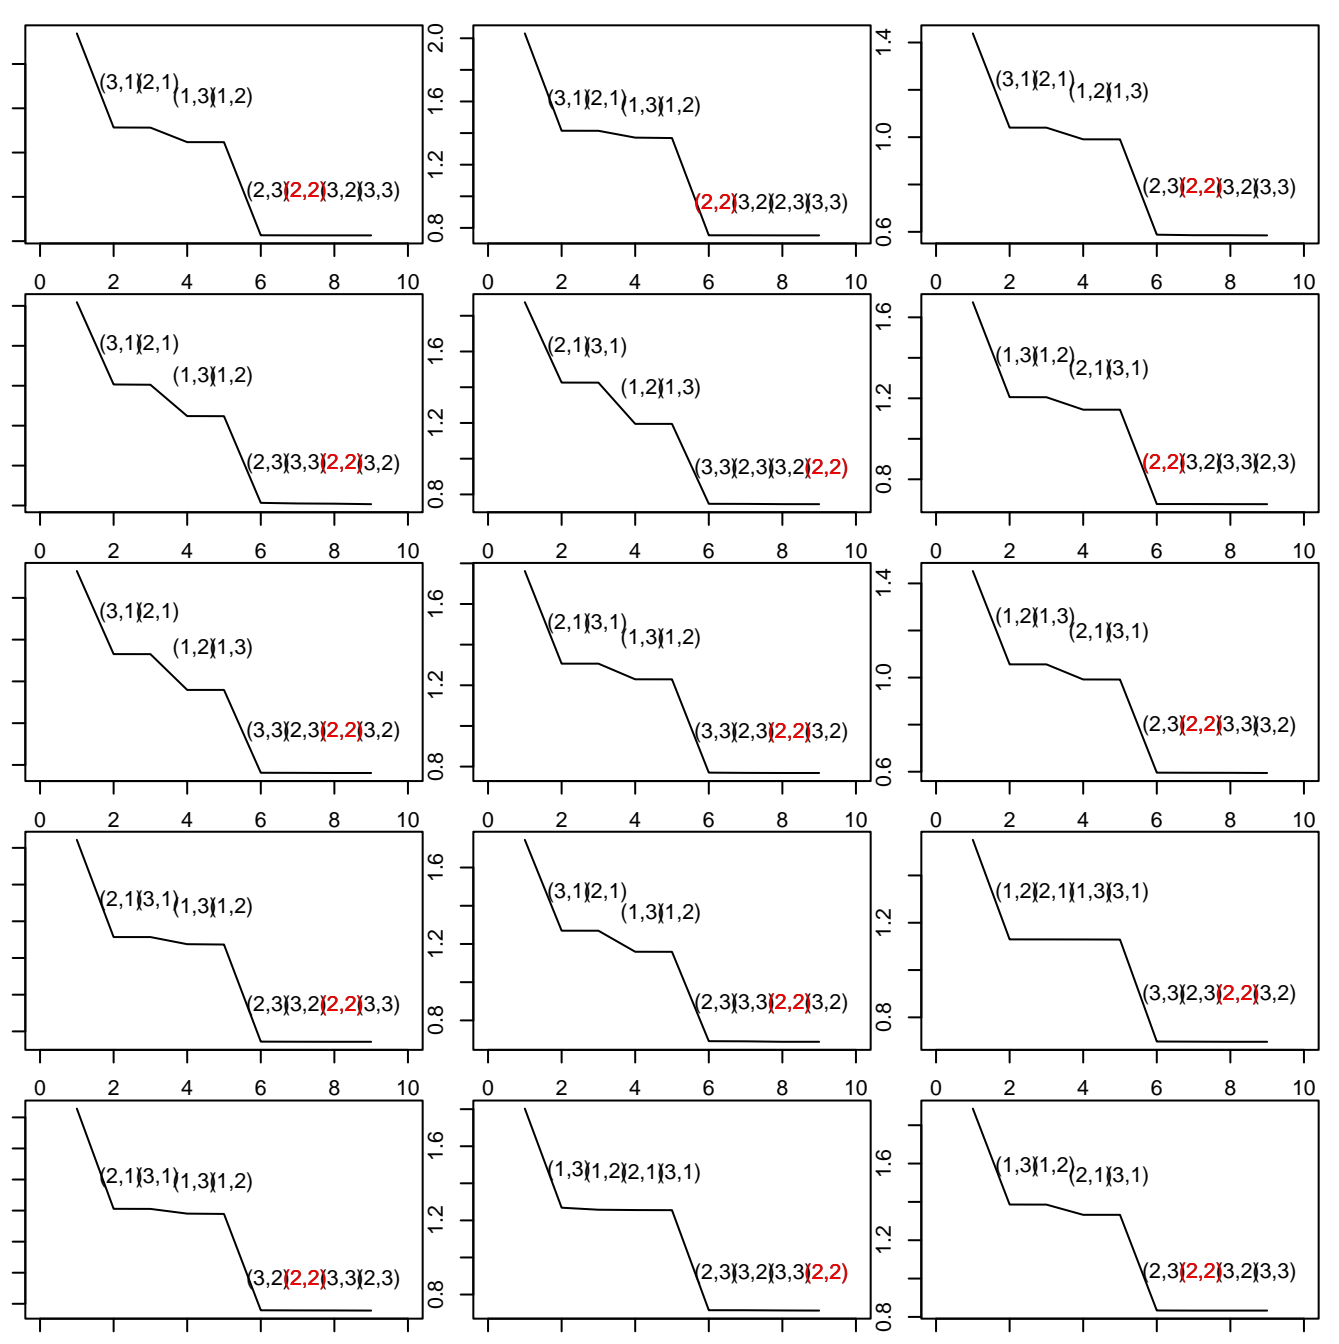 2.0 1.4
(3,1)(2,1) (3,1)(2,1) (3,1)(2,1)
(1,3)(1,2) 1.6 (1,3)(1,2) (1,2)(1,3)
1.2 1.0
(2,3)(2,2)(3,2)(3,3) (2,2)(3,2)(2,3)(3,3) (2,3)(2,2)(3,2)(3,3)
0.8 0.6
0 2 4 6 8 10 0 2 4 6 8 10 0 2 4 6 8 10
1.6 1.6
(3,1)(2,1) (2,1)(3,1) (1,3)(1,2)
(1,3)(1,2) (1,2)(1,3) (2,1)(3,1)
1.2 1.2
(2,3)(3,3)(2,2)(3,2) (3,3)(2,3)(3,2)(2,2) (2,2)(3,2)(3,3)(2,3)
0.8 0.8
0 2 4 6 8 10 0 2 4 6 8 10 0 2 4 6 8 10
1.6 1.4
(3,1)(2,1) (2,1)(3,1) (1,2)(1,3)
(1,2)(1,3) (1,3)(1,2) (2,1)(3,1)
1.2 1.0
(3,3)(2,3)(2,2)(3,2) (3,3)(2,3)(2,2)(3,2) (2,3)(2,2)(3,3)(3,2)
0.8 0.6
0 2 4 6 8 10 0 2 4 6 8 10 0 2 4 6 8 10
1.6
(2,1)(3,1) (3,1)(2,1) (1,2)(2,1)(1,3)(3,1)
(1,3)(1,2) (1,3)(1,2)
1.2 1.2
(2,3)(3,2)(2,2)(3,3) (2,3)(3,3)(2,2)(3,2) (3,3)(2,3)(2,2)(3,2)
0.8 0.8
0 2 4 6 8 10 0 2 4 6 8 10 0 2 4 6 8 10
1.6 1.6
(2,1)(3,1) (1,3)(1,2)(2,1)(3,1) (1,3)(1,2)
(1,3)(1,2) (2,1)(3,1)
1.2 1.2
(3,2)(2,2)(3,3)(2,3) (2,3)(3,2)(3,3)(2,2) (2,3)(2,2)(3,2)(3,3)
0.8 0.8